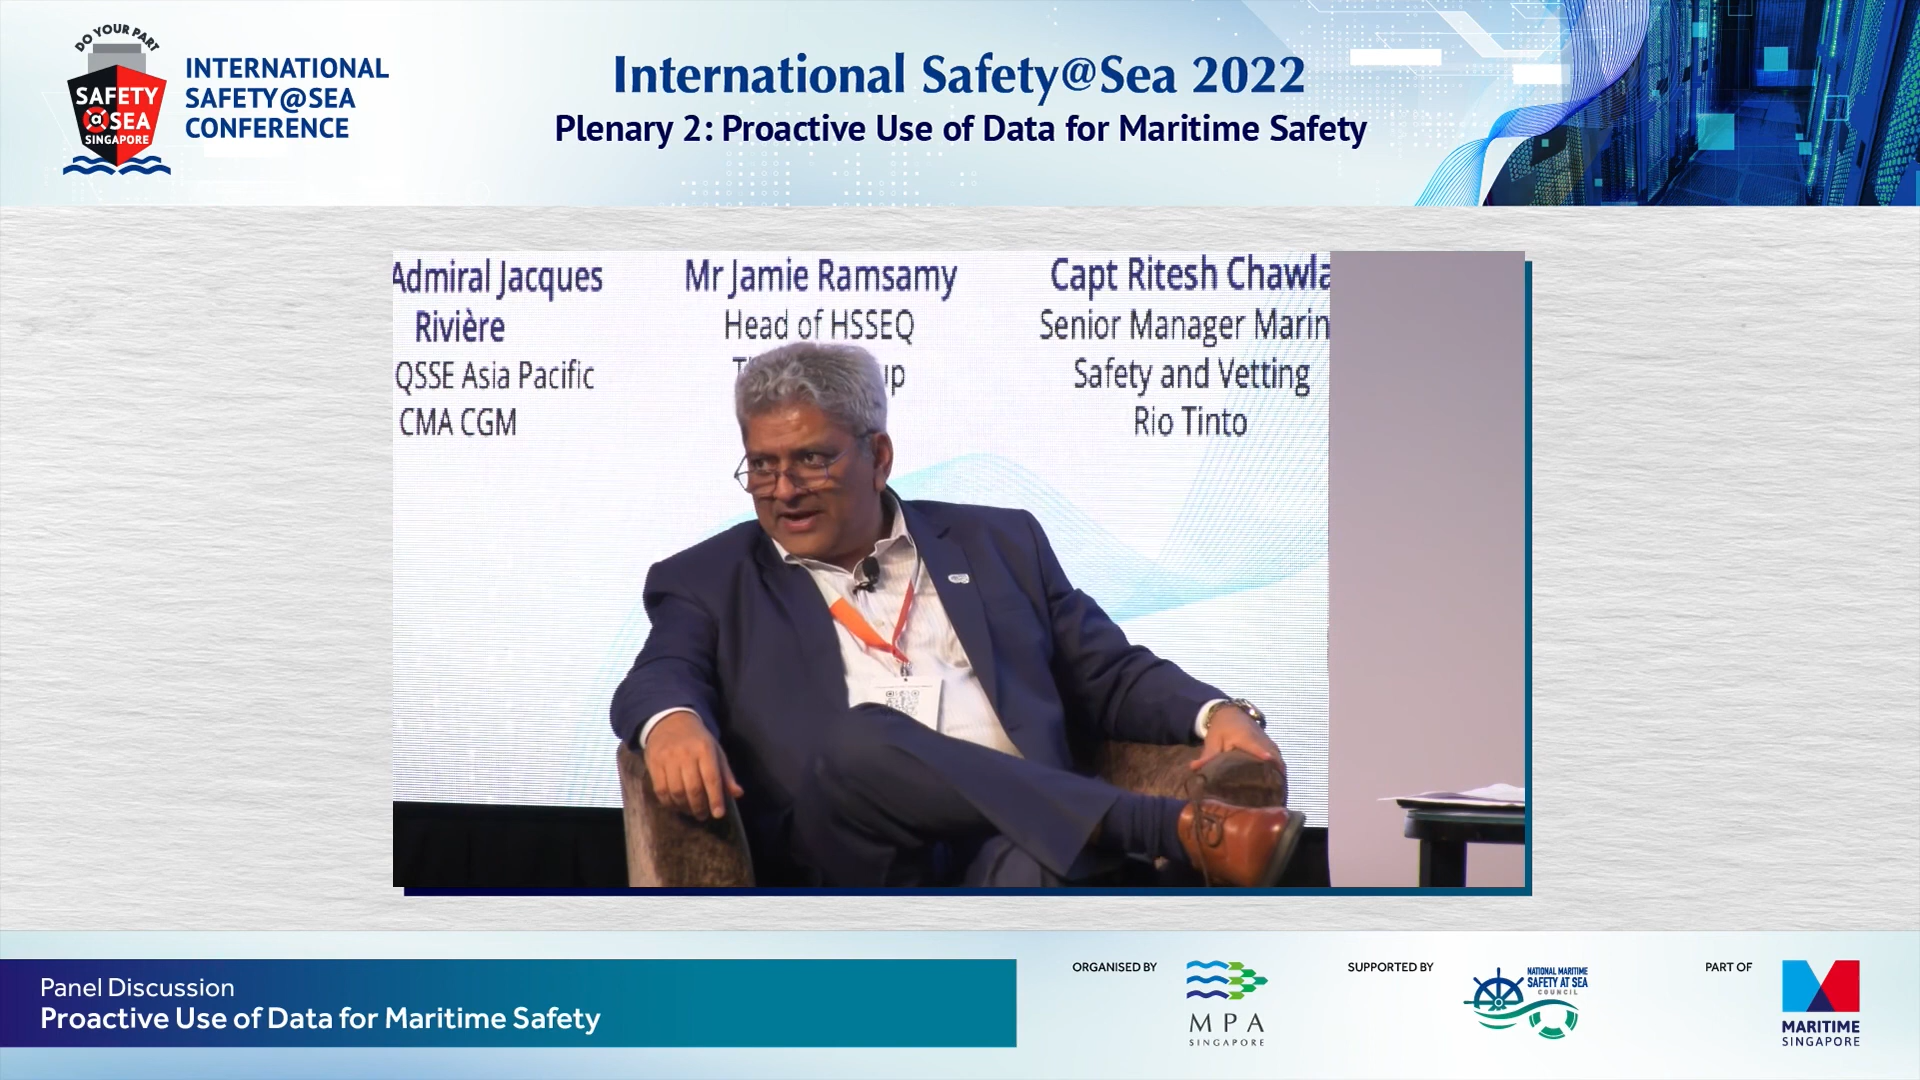 DO YOUR PART
SAFETY
@SEA
SINGAPORE
INTERNATIONAL
SAFETY@SEA
CONFERENCE
International Safety@Sea 2022
Plenary 2: Proactive Use of Data for Maritime Safety
Admiral Jacques
Rivière
QSSE Asia Pacific
CMA CGM
Mr Jamie Ramsamy
Head of HSSEQ
Capt Ritesh Chawla
Senior Manager Marin
Safety and Vetting
Rio Tinto
Panel Discussion
Proactive Use of Data for Maritime Safety
ORGANISED BY
MPA
SINGAPORE
SUPPORTED BY
NATIONAL MARITIME
SAFETY AT SEA
COUNCIL
PART OF
MARITIME
SINGAPORE